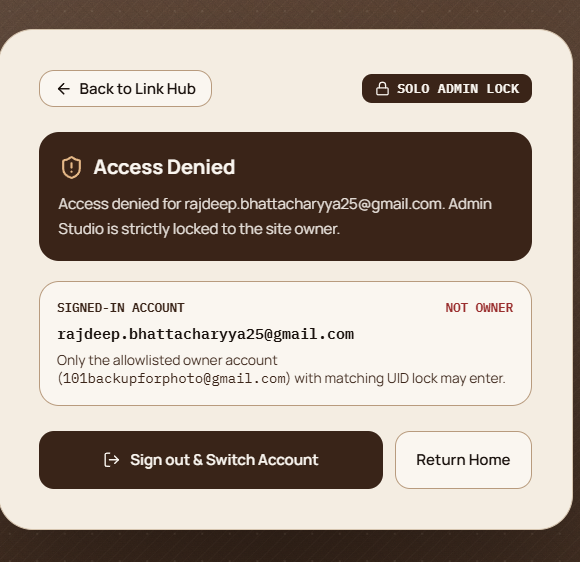 Back to Link Hub
SOLO ADMIN LOCK
Access Denied
Access denied for rajdeep.bhattacharyya25@gmail.com. Admin
Studio is strictly locked to the site owner.
SIGNED-IN ACCOUNT
NOT OWNER
rajdeep.bhattacharyya25@gmail.com
Only the allowlisted owner account
(101backupforphoto@gmail.com) with matching UID lock may enter.
Sign out & Switch Account
Return Home